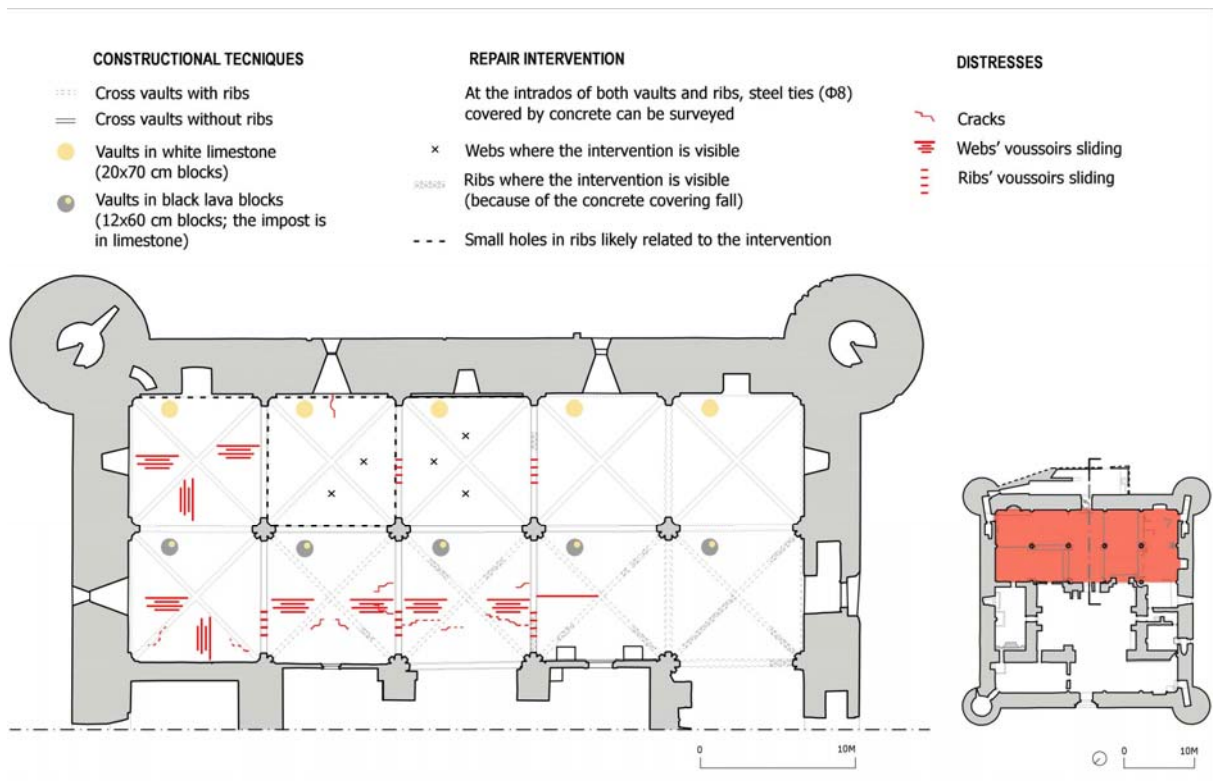 CONSTRUCTIONAL TECNIQUES
Cross vaults with ribs
Cross vaults without ribs
Vaults in white limestone
(20x70 cm blocks)
Vaults in black lava blocks
(12x60 cm blocks; the impost is
in limestone)
REPAIR INTERVENTION
At the intrados of both vaults and ribs, steel ties (Φ8)
covered by concrete can be surveyed
Webs where the intervention is visible
Ribs where the intervention is visible
(because of the concrete covering fall)
Small holes in ribs likely related to the intervention
DISTRESSES
Cracks
Webs' voussoirs sliding
Ribs' voussoirs sliding
0 10M
0 10M